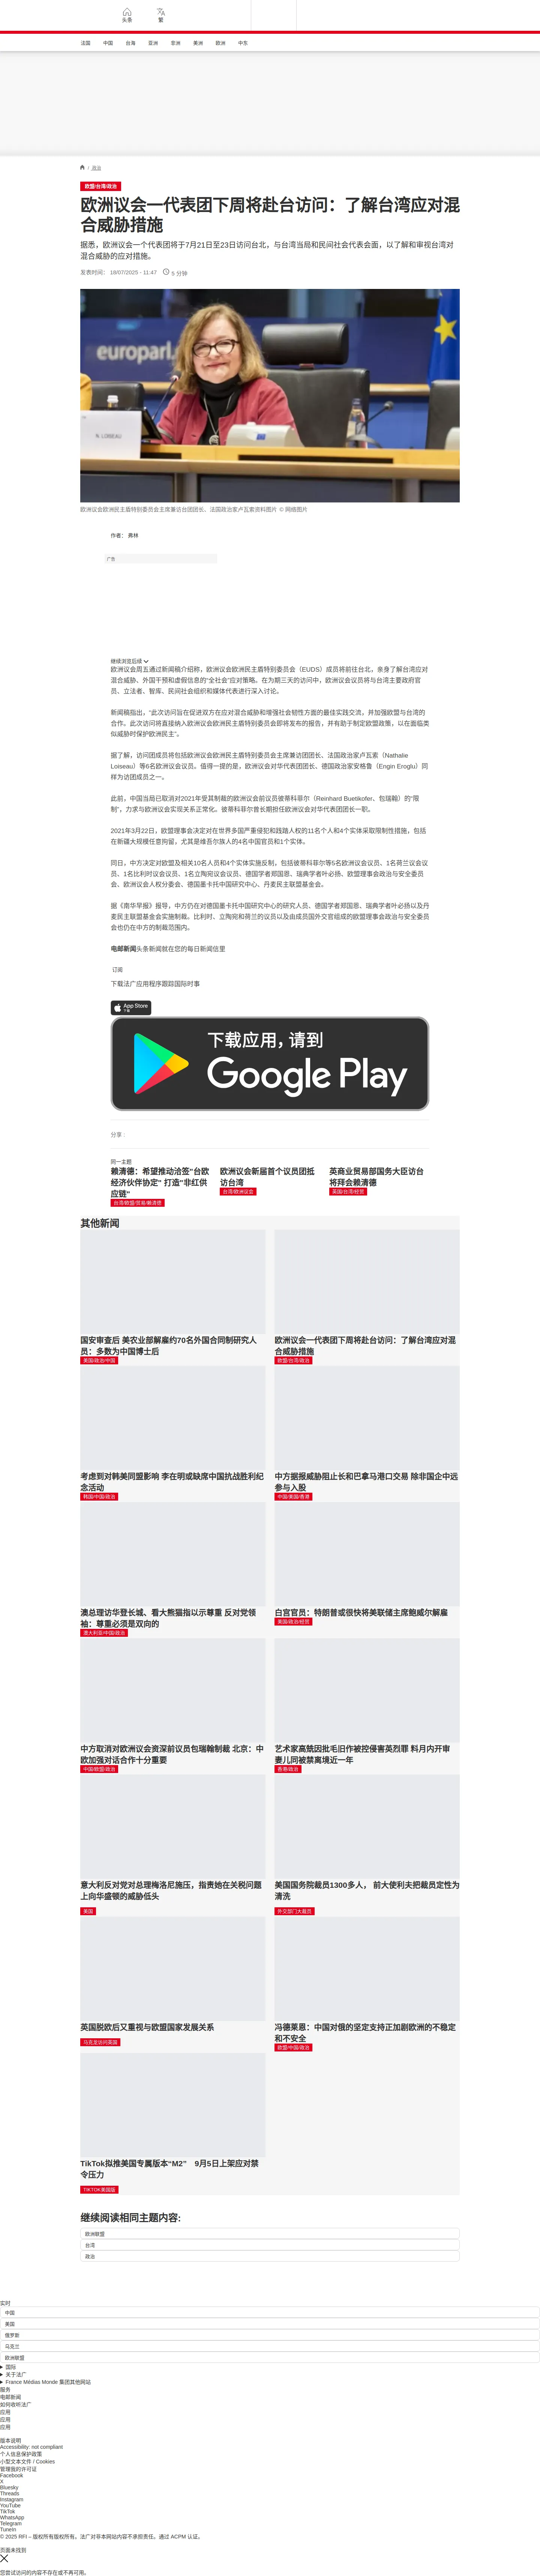 头条
繁
法国
中国
台海
亚洲
非洲
美洲
欧洲
中东
/ 政治
欧盟/台湾/政治
欧洲议会一代表团下周将赴台访问：了解台湾应对混
合威胁措施
据悉，欧洲议会一个代表团将于7月21日至23日访问台北，与台湾当局和民间社会代表会面，以了解和审视台湾对
混合威胁的应对措施。
发表时间： 18/07/2025 - 11:47
5 分钟
europarl.
N. LOISEAU
欧洲议会欧洲民主盾特别委员会主席兼访台团团长、法国政治家卢瓦索资料图片 © 网络图片
作者： 弗林
广告
继续浏览后续
欧洲议会周五通过新闻稿介绍称，欧洲议会欧洲民主盾特别委员会（EUDS）成员将前往台北，亲身了解台湾应对
混合威胁、外国干预和虚假信息的“全社会”应对策略。在为期三天的访问中，欧洲议会议员将与台湾主要政府官
员、立法者、智库、民间社会组织和媒体代表进行深入讨论。
新闻稿指出，“此次访问旨在促进双方在应对混合威胁和增强社会韧性方面的最佳实践交流，并加强欧盟与台湾的
合作。此次访问将直接纳入欧洲议会欧洲民主盾特别委员会即将发布的报告，并有助于制定欧盟政策，以在面临类
似威胁时保护欧洲民主”。
据了解，访问团成员将包括欧洲议会欧洲民主盾特别委员会主席兼访团团长、法国政治家卢瓦素（Nathalie
Loiseau）等6名欧洲议会议员。值得一提的是，欧洲议会对华代表团团长、德国政治家安格鲁（Engin Eroglu）同
样为访团成员之一。
此前，中国当局已取消对2021年受其制裁的欧洲议会前议员彼蒂科菲尔（Reinhard Buetikofer、包瑞翰）的“限
制”，力求与欧洲议会实现关系正常化。彼蒂科菲尔曾长期担任欧洲议会对华代表团团长一职。
2021年3月22日，欧盟理事会决定对在世界多国严重侵犯和践踏人权的11名个人和4个实体采取限制性措施，包括
在新疆大规模任意拘留，尤其是维吾尔族人的4名中国官员和1个实体。
同日，中方决定对欧盟及相关10名人员和4个实体实施反制，包括彼蒂科菲尔等5名欧洲议会议员、1名荷兰议会议
员、1名比利时议会议员、1名立陶宛议会议员、德国学者郑国恩、瑞典学者叶必扬、欧盟理事会政治与安全委员
会、欧洲议会人权分委会、德国墨卡托中国研究中心、丹麦民主联盟基金会。
据《南华早报》报导，中方仍在对德国墨卡托中国研究中心的研究人员、德国学者郑国恩、瑞典学者叶必扬以及丹
麦民主联盟基金会实施制裁。比利时、立陶宛和荷兰的议员以及由成员国外交官组成的欧盟理事会政治与安全委员
会也仍在中方的制裁范围内。
电邮新闻头条新闻就在您的每日新闻信里
订阅
下载法广应用程序跟踪国际时事
App Store
下载应用，请到
Google Play
分享 :
同一主题
赖清德：希望推动洽签"台欧
经济伙伴协定" 打造"非红供
应链"
台湾/欧盟/贸易/赖清德
欧洲议会新届首个议员团抵
访台湾
台湾/欧洲议会
英商业贸易部国务大臣访台
将拜会赖清德
英国/台湾/经贸
其他新闻
国安审查后 美农业部解雇约70名外国合同制研究人
员：多数为中国博士后
美国/政治/中国
欧洲议会一代表团下周将赴台访问：了解台湾应对混
合威胁措施
欧盟/台湾/政治
考虑到对韩美同盟影响 李在明或缺席中国抗战胜利纪
念活动
韩国/中国/政治
中方据报威胁阻止长和巴拿马港口交易 除非国企中远
参与入股
中国/美国/香港
澳总理访华登长城、看大熊猫指以示尊重 反对党领
袖：尊重必须是双向的
澳大利亚/中国/政治
白宫官员：特朗普或很快将美联储主席鲍威尔解雇
美国/政治/经贸
中方取消对欧洲议会资深前议员包瑞翰制裁 北京：中
欧加强对话合作十分重要
中国/欧盟/政治
艺术家高兟因批毛旧作被控侵害英烈罪 料月内开审
妻儿同被禁离境近一年
香港/政治
意大利反对党对总理梅洛尼施压，指责她在关税问题
上向华盛顿的威胁低头
美国
美国国务院裁员1300多人， 前大使利夫把裁员定性为
清洗
外交部门大裁员
英国脱欧后又重视与欧盟国家发展关系
马克龙访问英国
冯德莱恩：中国对俄的坚定支持正加剧欧洲的不稳定
和不安全
欧盟/中国/政治
TikTok拟推美国专属版本“M2” 9月5日上架应对禁
令压力
TIKTOK美国版
继续阅读相同主题内容:
欧洲联盟
台湾
政治
实时
中国
美国
俄罗斯
乌克兰
欧洲联盟
国际
关于法广
France Médias Monde 集团其他网站
服务
电邮新闻
如何收听法广
应用
应用
应用
版本说明
Accessibility: not compliant
个人信息保护政策
小型文本文件 / Cookies
管理我的许可证
Facebook
X
Bluesky
Threads
Instagram
YouTube
TikTok
WhatsApp
Telegram
TuneIn
© 2025 RFI – 版权所有版权所有。法广对非本网站内容不承担责任。通过 ACPM 认证。
页面未找到
您尝试访问的内容不存在或不再可用。